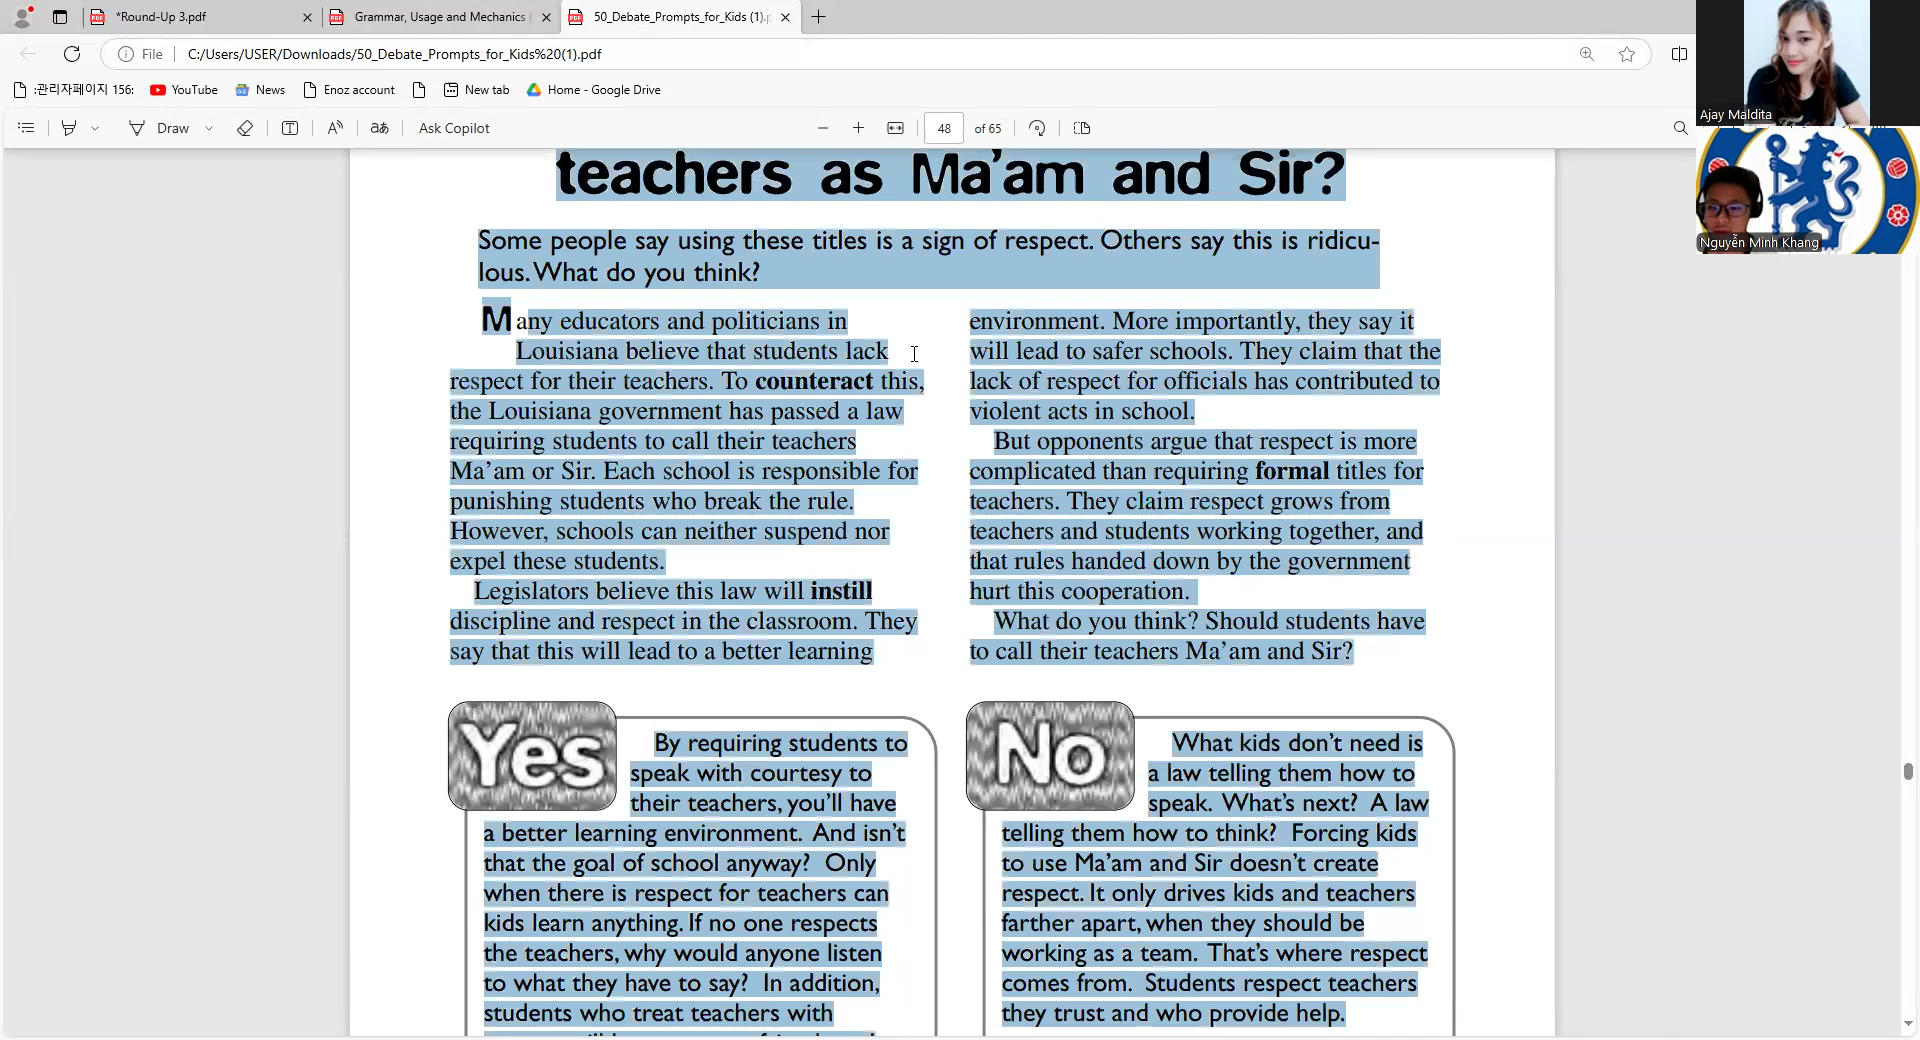 *Round-Up 3.pdf
Grammar, Usage and Mechanics
50_Debate_Prompts_for_Kids (1).p
File
C:/Users/USER/Downloads/50_Debate_Prompts_for_Kids%20(1).pdf
:관리자페이지 156:
YouTube
News
Enoz account
New tab
Home - Google Drive
Draw
Ask Copilot
48
of 65
Ajay Maldita
Nguyễn Minh Khang
teachers as Ma'am and Sir?
Some people say using these titles is a sign of respect. Others say this is ridicu-
lous. What do you think?
Many educators and politicians in
Louisiana believe that students lack
respect for their teachers. To counteract this,
the Louisiana government has passed a law
requiring students to call their teachers
Ma'am or Sir. Each school is responsible for
punishing students who break the rule.
However, schools can neither suspend nor
expel these students.
Legislators believe this law will instill
discipline and respect in the classroom. They
say that this will lead to a better learning
environment. More importantly, they say it
will lead to safer schools. They claim that the
lack of respect for officials has contributed to
violent acts in school.
But opponents argue that respect is more
complicated than requiring formal titles for
teachers. They claim respect grows from
teachers and students working together, and
that rules handed down by the government
hurt this cooperation.
What do you think? Should students have
to call their teachers Ma'am and Sir?
Yes
By requiring students to
speak with courtesy to
their teachers, you'll have
a better learning environment. And isn't
that the goal of school anyway? Only
when there is respect for teachers can
kids learn anything. If no one respects
the teachers, why would anyone listen
to what they have to say? In addition,
students who treat teachers with
No
What kids don't need is
a law telling them how to
speak. What's next? A law
telling them how to think? Forcing kids
to use Ma'am and Sir doesn't create
respect. It only drives kids and teachers
farther apart, when they should be
working as a team. That's where respect
comes from. Students respect teachers
they trust and who provide help.